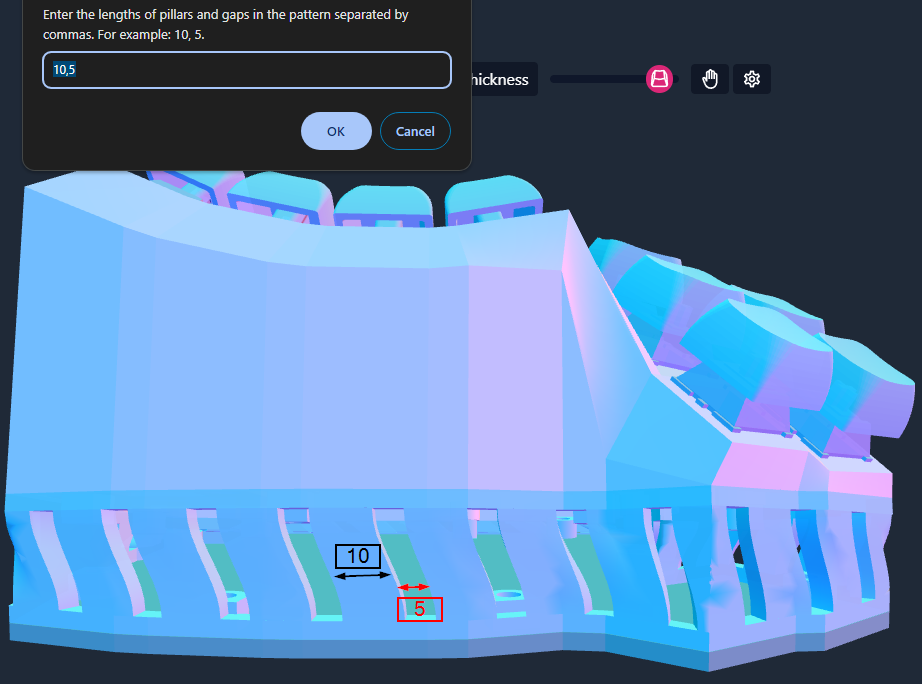 Enter the lengths of pillars and gaps in the pattern separated by
commas. For example: 10, 5.
10,5
hickness
OK
Cancel
10
5